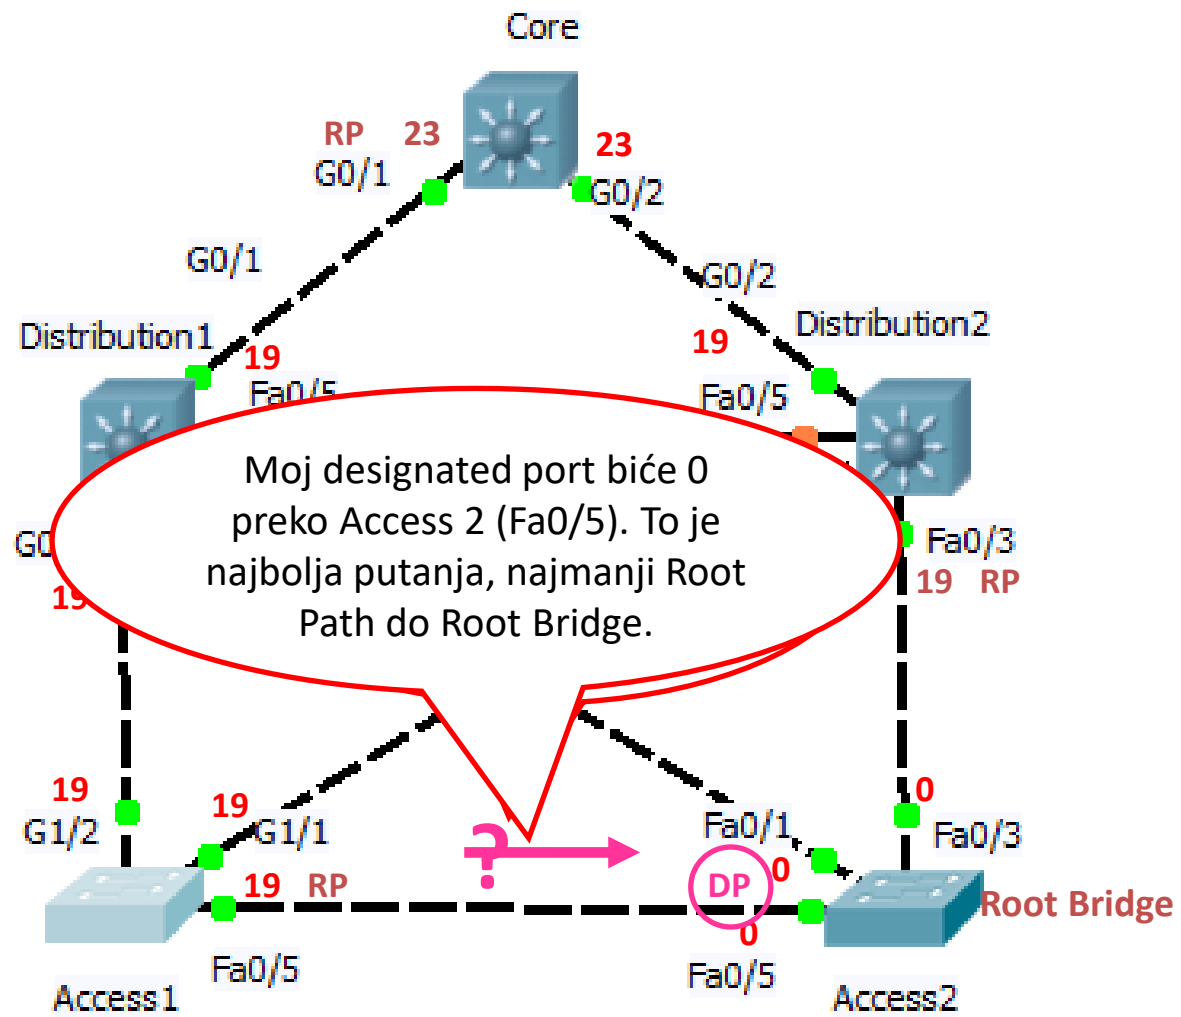 Core
RP 23
23
G0/1
G0/2
G0/1
G0/2
Distribution1
Distribution2
19
19
Fa0/5
Fa0/5
Moj designated port biće 0
preko Access 2 (Fa0/5). To je
najbolja putanja, najmanji Root
Path do Root Bridge.
G0
Fa0/3
19
19 RP
19
0
19
G1/2
G1/1
?
Fa0/1
Fa0/3
0
19 RP
DP
Root Bridge
0
Fa0/5
Fa0/5
Access1
Access2